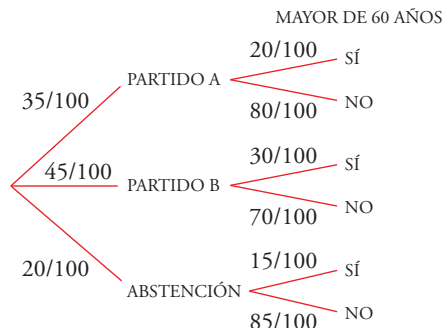 MAYOR DE 60 AÑOS
20/100
SÍ
PARTIDO A
35/100
80/100
NO
30/100
SÍ
45/100
PARTIDO B
70/100
NO
20/100
15/100
SÍ
ABSTENCIÓN
85/100
NO